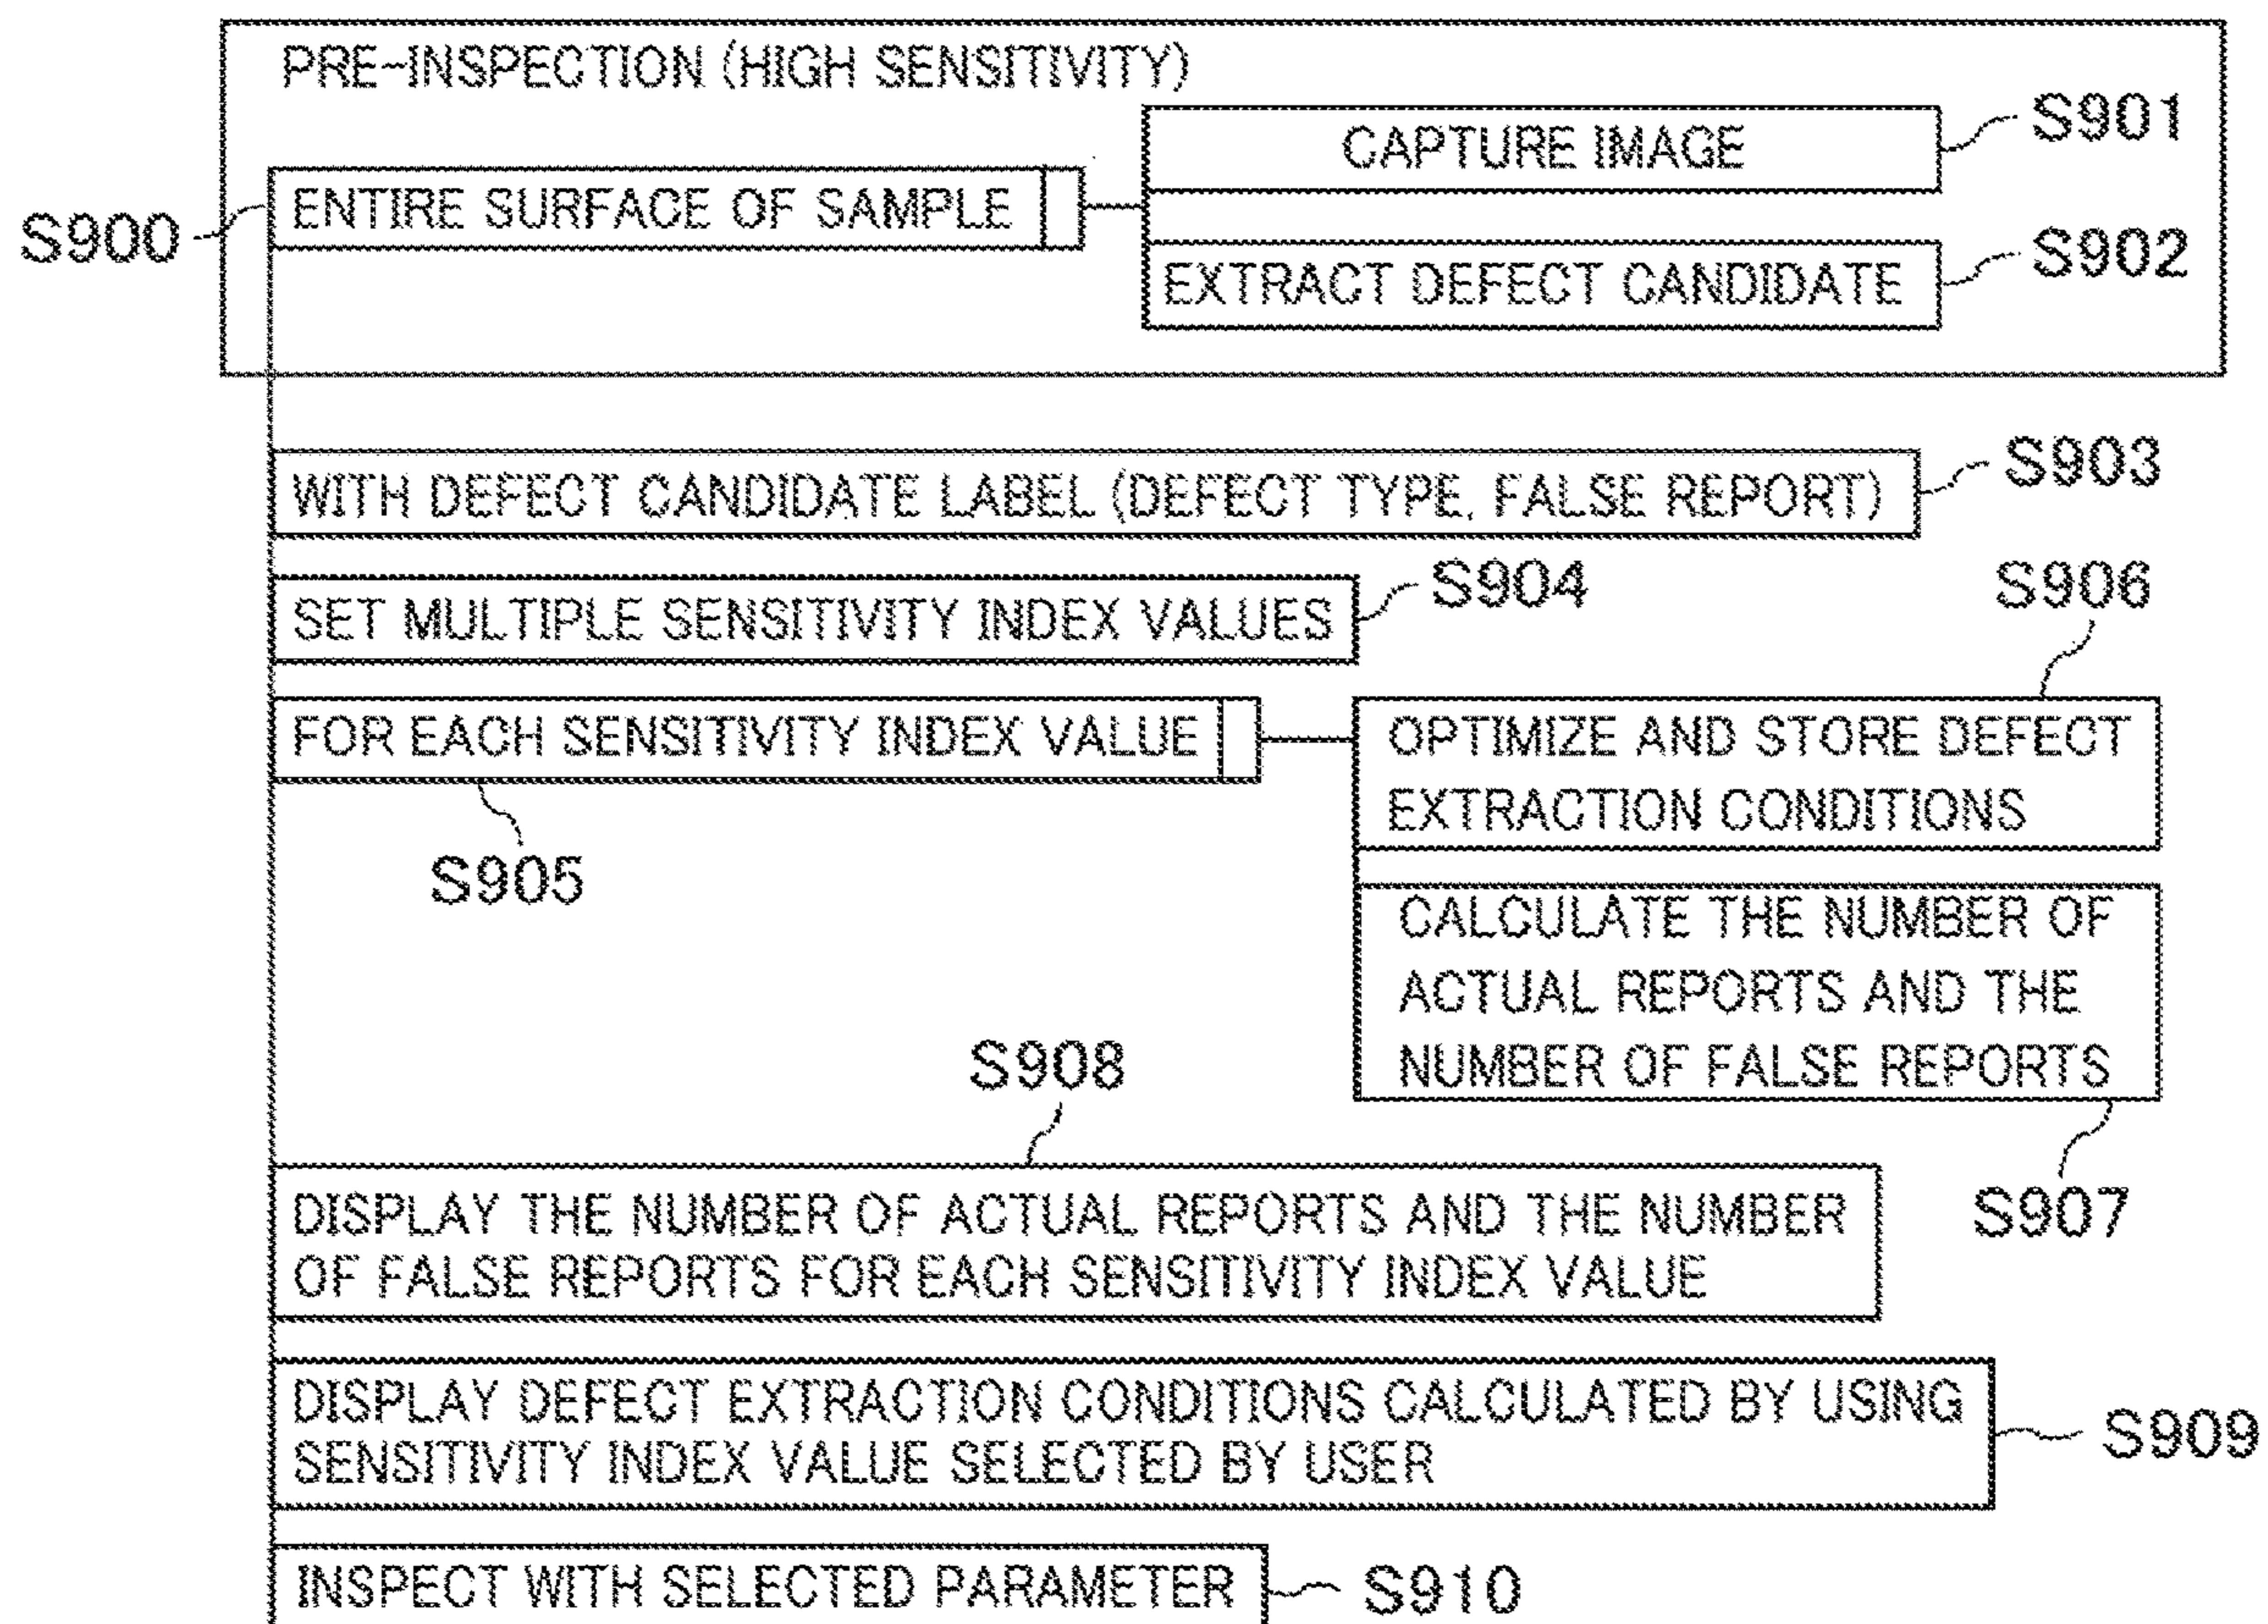 PRE-INSPECTION (HIGH SENSITIVITY)
CAPTURE IMAGE
S901
S900
ENTIRE SURFACE OF SAMPLE
EXTRACT DEFECT CANDIDATE
S902
WITH DEFECT CANDIDATE LABEL (DEFECT TYPE, FALSE REPORT)
S903
SET MULTIPLE SENSITIVITY INDEX VALUES
S904
S906
FOR EACH SENSITIVITY INDEX VALUE
S905
OPTIMIZE AND STORE DEFECT
EXTRACTION CONDITIONS
CALCULATE THE NUMBER OF
ACTUAL REPORTS AND THE
NUMBER OF FALSE REPORTS
S907
S908
DISPLAY THE NUMBER OF ACTUAL REPORTS AND THE NUMBER
OF FALSE REPORTS FOR EACH SENSITIVITY INDEX VALUE
DISPLAY DEFECT EXTRACTION CONDITIONS CALCULATED BY USING
SENSITIVITY INDEX VALUE SELECTED BY USER
S909
INSPECT WITH SELECTED PARAMETER
S910